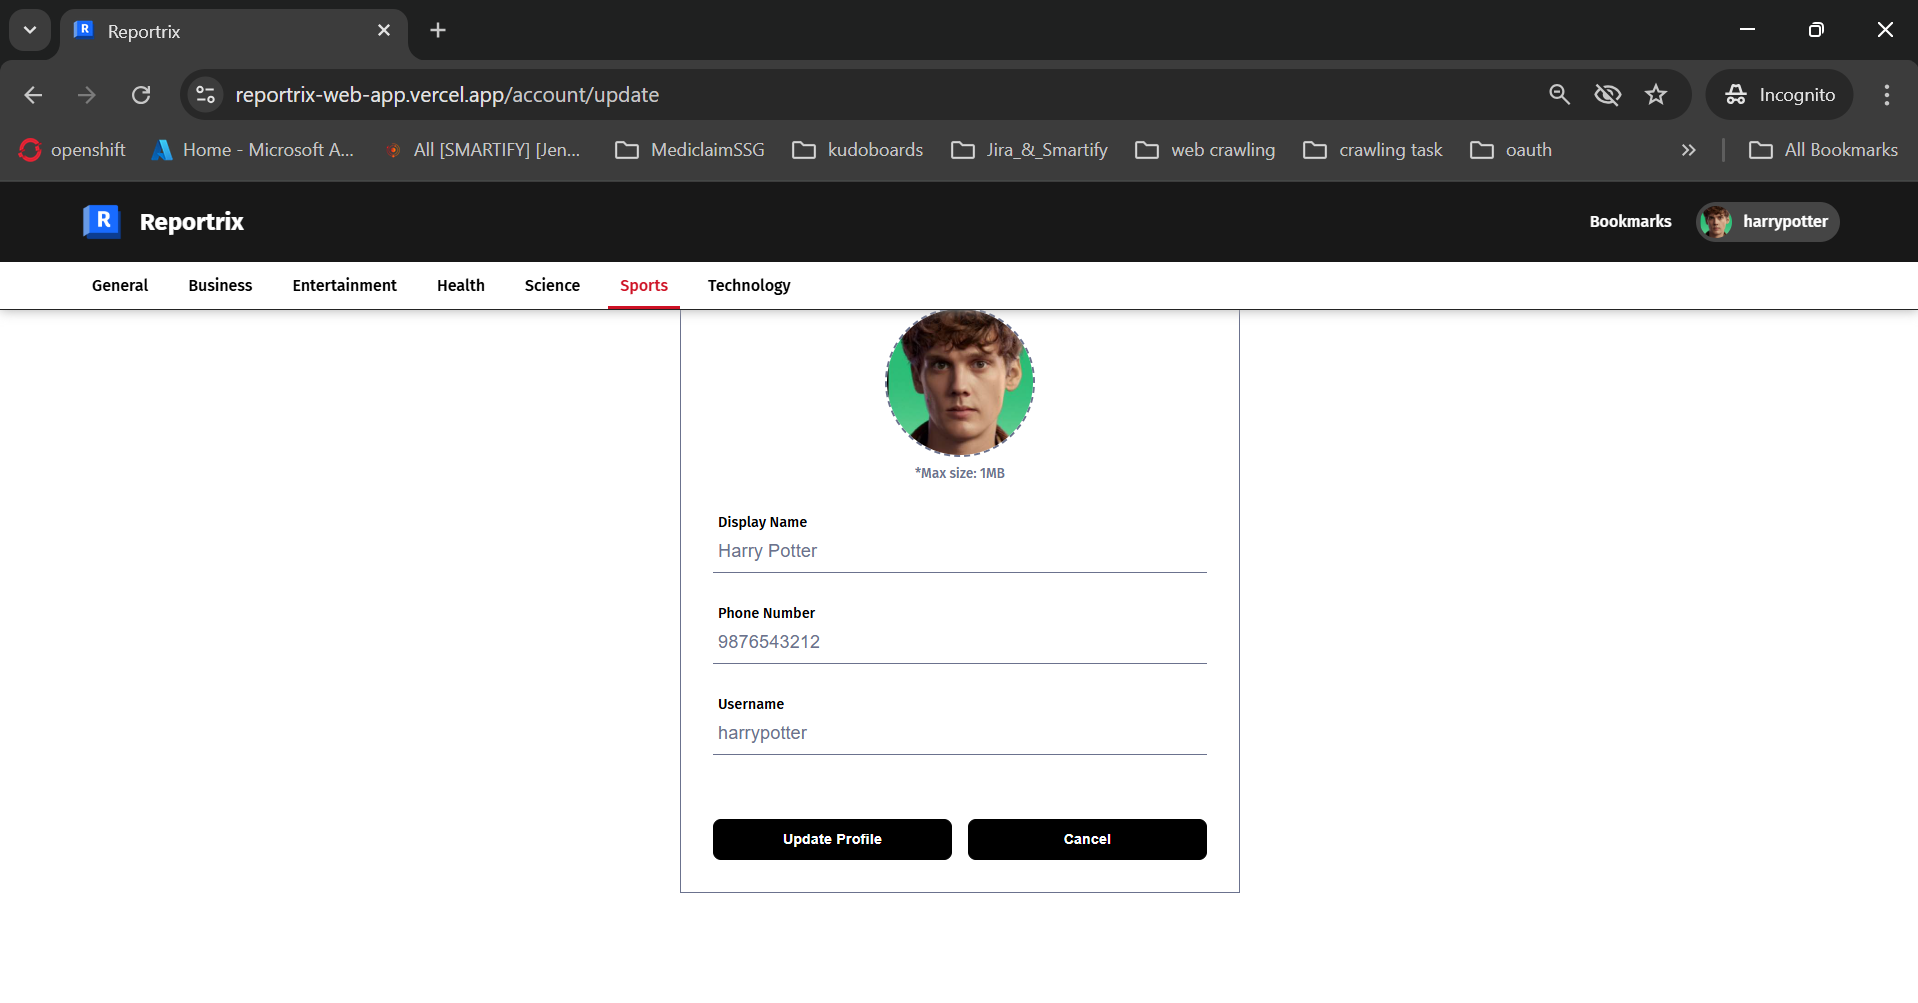 R Reportrix
reportrix-web-app.vercel.app/account/update Incognito
openshift Home - Microsoft A... All [SMARTIFY] [Jen... MediclaimSSG kudoboards Jira_&_Smartify web crawling crawling task oauth » All Bookmarks
R Reportrix Bookmarks harrypotter
General Business Entertainment Health Science Sports Technology
*Max size: 1MB
Display Name
Harry Potter
Phone Number
9876543212
Username
harrypotter
Update Profile Cancel